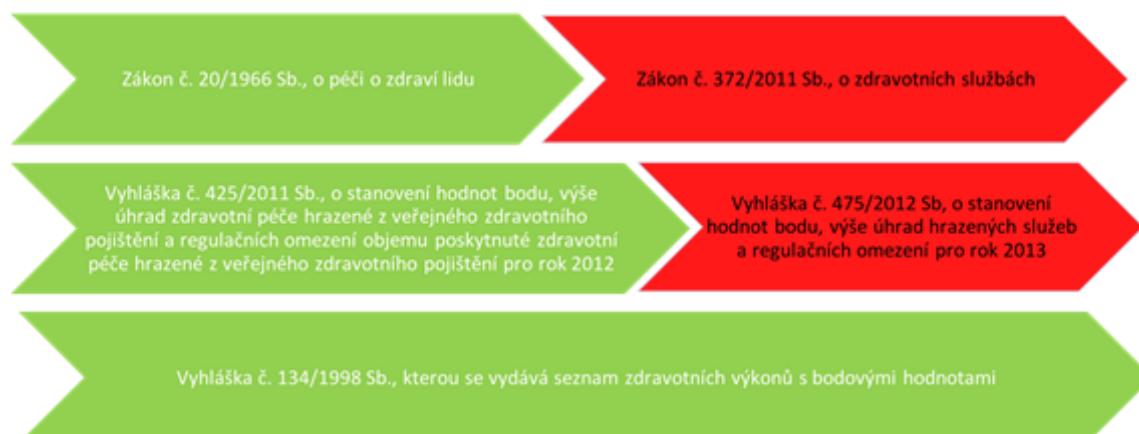 Zákon č. 20/1966 Sb., o péči o zdraví lidu
Zákon č. 372/2011 Sb., o zdravotních službách
Vyhláška č. 425/2011 Sb., o stanovení hodnot bodu, výše
úhrad zdravotní péče hrazené z veřejného zdravotního
pojištění a regulačních omezení objemu poskytnuté zdravotní
péče hrazené z veřejného zdravotního pojištění pro rok 2012
Vyhláška č. 475/2012 Sb, o stanovení
hodnot bodu, výše úhrad hrazených služeb
a regulačních omezení pro rok 2013
Vyhláška č. 134/1998 Sb., kterou se vydává seznam zdravotních výkonů s bodovými hodnotami